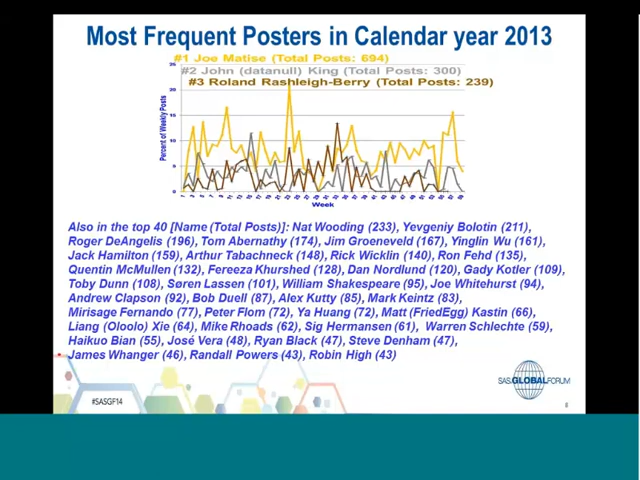 Most Frequent Posters in Calendar year 2013
#1 Joe Matise (Total Posts: 694)
#2 John (datanull) King (Total Posts: 300)
#3 Roland Rashleigh-Berry (Total Posts: 239)
Percent of Weekly Posts
Week
Also in the top 40 [Name (Total Posts)]: Nat Wooding (233), Yevgeniy Bolotin (211),
Roger DeAngelis (196), Tom Abernathy (174), Jim Groeneveld (167), Yinglin Wu (161),
Jack Hamilton (159), Arthur Tabachneck (148), Rick Wicklin (140), Ron Fehd (135),
Quentin McMullen (132), Fereeza Khurshed (128), Dan Nordlund (120), Gady Kotler (109),
Toby Dunn (108), Søren Lassen (101), William Shakespeare (95), Joe Whitehurst (94),
Andrew Clapson (92), Bob Duell (87), Alex Kutty (85), Mark Keintz (83),
Mirisage Fernando (77), Peter Flom (72), Ya Huang (72), Matt (FriedEgg) Kastin (66),
Liang (Oloolo) Xie (64), Mike Rhoads (62), Sig Hermansen (61), Warren Schlechte (59),
Haikuo Bian (55), José Vera (48), Ryan Black (47), Steve Denham (47),
James Whanger (46), Randall Powers (43), Robin High (43)
#SASGF14
SAS GLOBAL FORUM